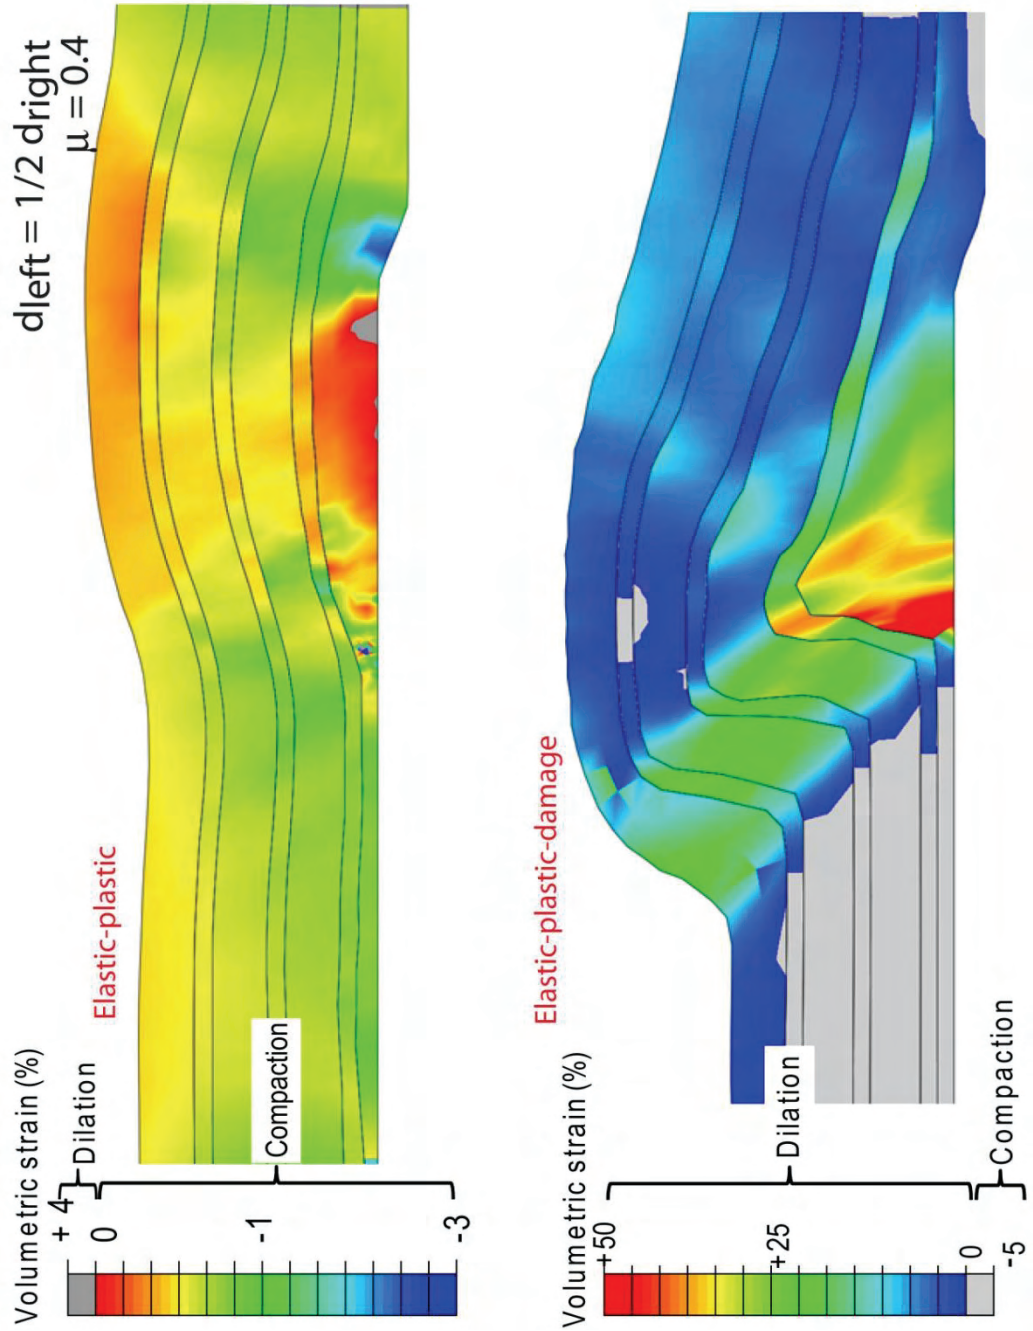 dleft = 1/2 dright
μ = 0.4
Elastic-plastic
Volumetric strain (%)
+ 4
Dilation
0
-1
Compaction
-3
Elastic-plastic-damage
Volumetric strain (%)
+50
Dilation
+25
0
Compaction
-5